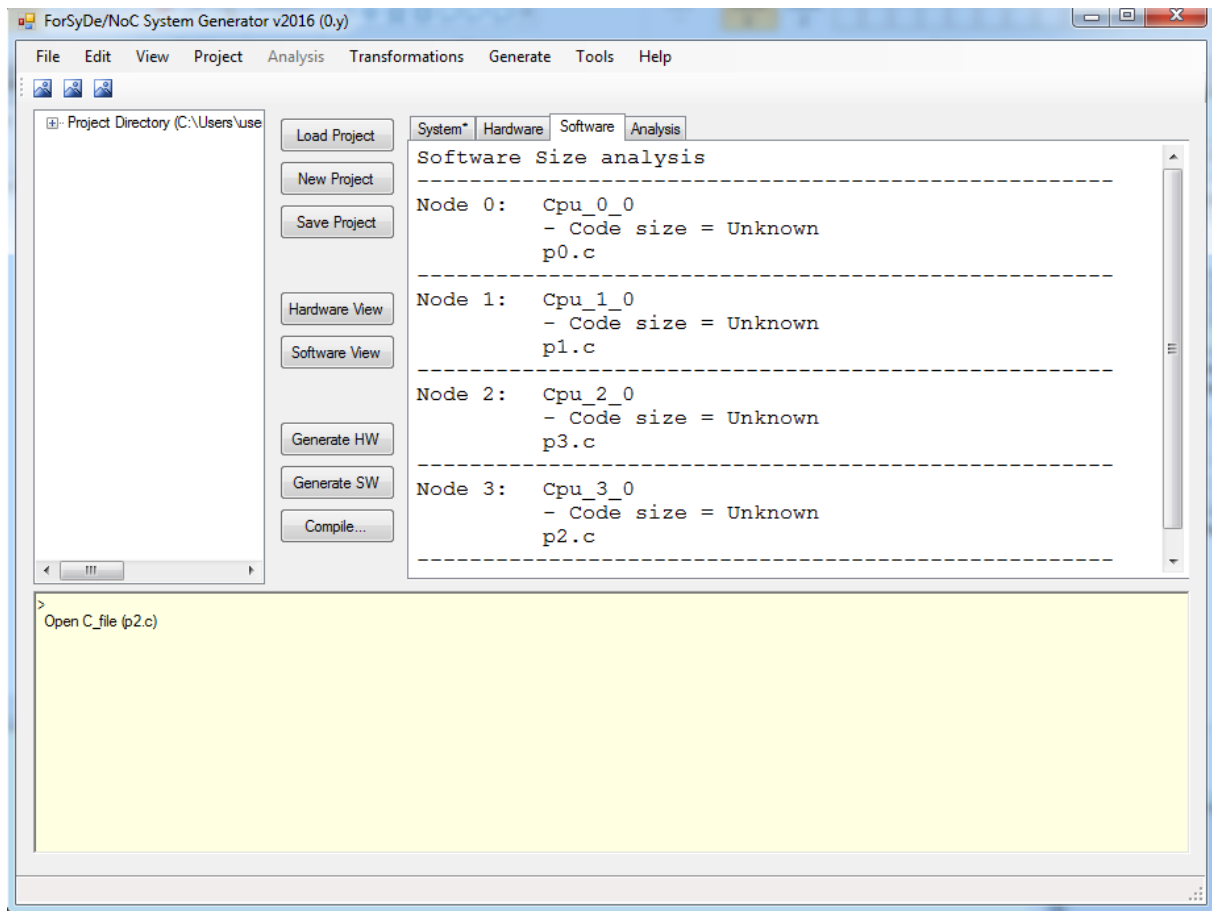 ForSyDe/NoC System Generator v2016 (0.y)
File Edit View Project Analysis Transformations Generate Tools Help
Project Directory (C:\Users\use
Load Project
New Project
Save Project
Hardware View
Software View
Generate HW
Generate SW
Compile...
System* Hardware Software Analysis
Software Size analysis
-----------------------------------------------------
Node 0: Cpu_0_0
- Code size = Unknown
p0.c
-----------------------------------------------------
Node 1: Cpu_1_0
- Code size = Unknown
p1.c
-----------------------------------------------------
Node 2: Cpu_2_0
- Code size = Unknown
p3.c
-----------------------------------------------------
Node 3: Cpu_3_0
- Code size = Unknown
p2.c
-----------------------------------------------------
>
Open C_file (p2.c)